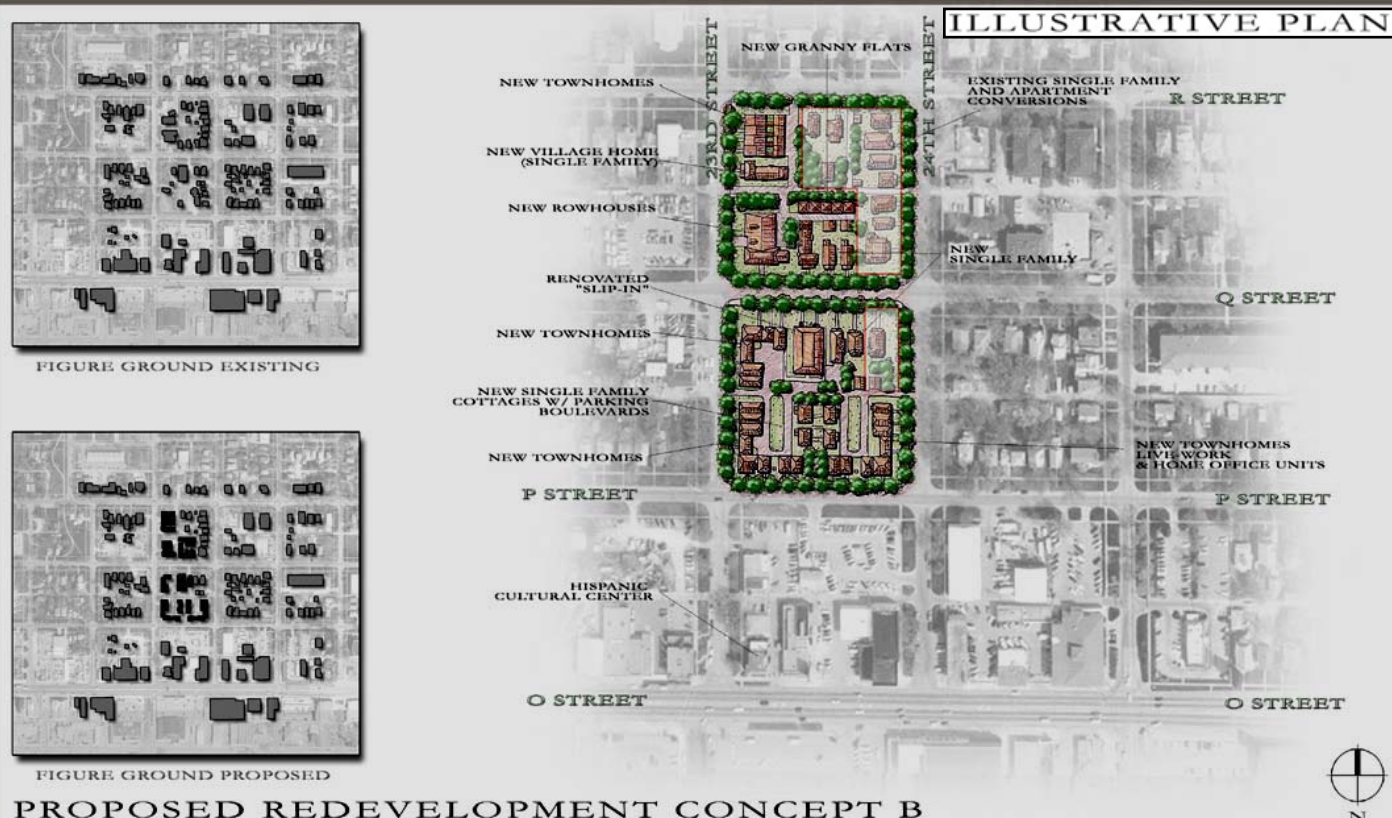 ILLUSTRATIVE PLAN
23RD STREET
24TH STREET
NEW GRANNY FLATS
NEW TOWNHOMES
EXISTING SINGLE FAMILY
AND APARTMENT
CONVERSIONS
R STREET
NEW VILLAGE HOME
(SINGLE FAMILY)
NEW ROWHOUSES
NEW
SINGLE FAMILY
RENOVATED
"SLIP-IN"
Q STREET
NEW TOWNHOMES
FIGURE GROUND EXISTING
NEW SINGLE FAMILY
COTTAGES W/ PARKING
BOULEVARDS
NEW TOWNHOMES
NEW TOWNHOMES
LIVE-WORK
& HOME OFFICE UNITS
P STREET
P STREET
HISPANIC
CULTURAL CENTER
O STREET
O STREET
FIGURE GROUND PROPOSED
PROPOSED REDEVELOPMENT CONCEPT B
N